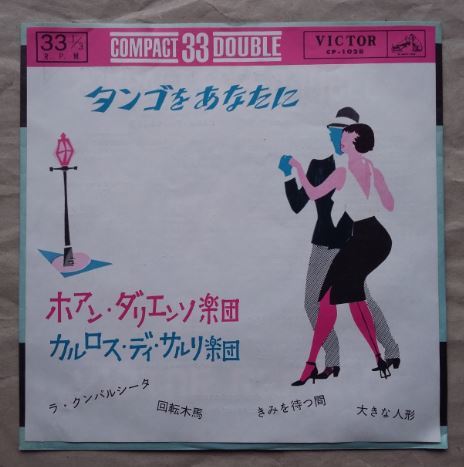 33 1/3 R.P.M.
COMPACT 33 DOUBLE
VICTOR
CP-1028
タンゴをあなたに
ホアン・ダリエンソ楽団
カルロス・ディ・サルリ楽団
ラ・クンパルシータ 回転木馬 きみを待つ間 大きな人形